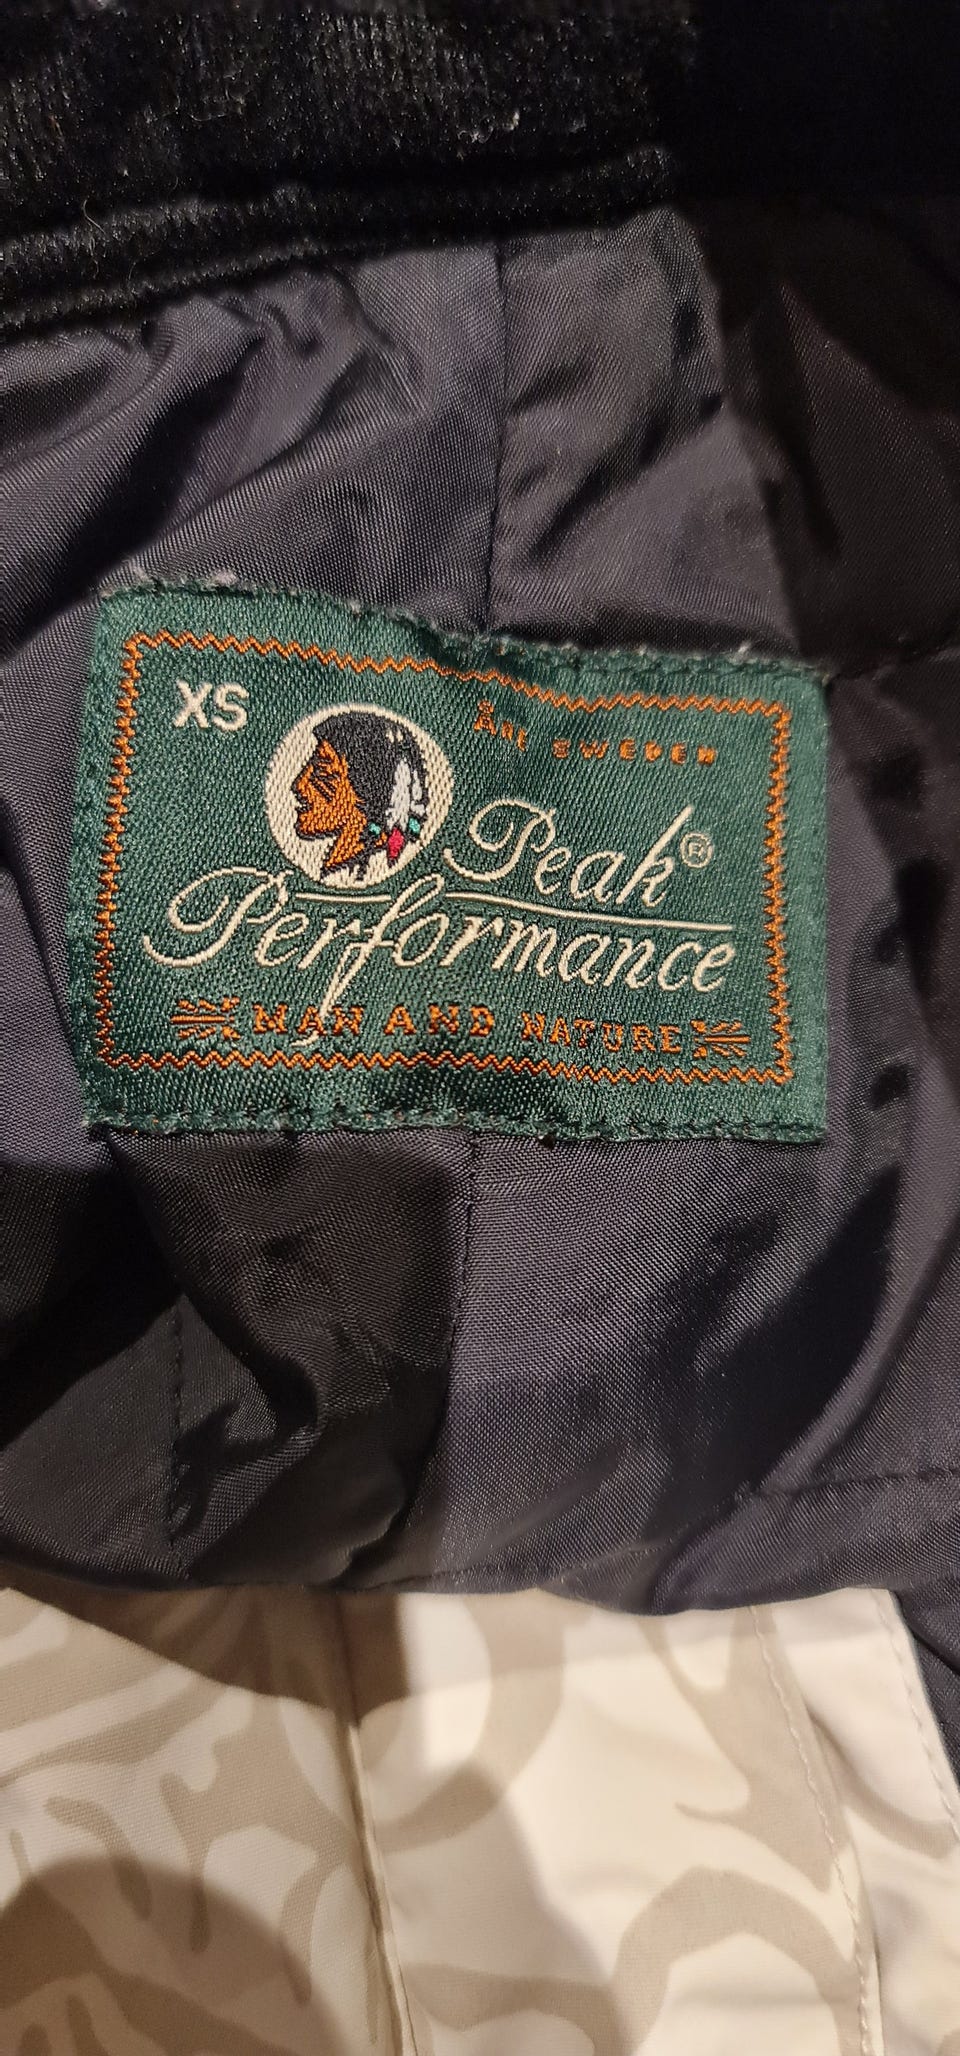 XS
Åre SWEDEN
Peak®
Performance
MAN AND NATURE